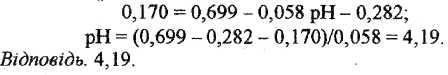 0,170 = 0,699 – 0,058 pH – 0,282;
pH = (0,699 – 0,282 – 0,170)/0,058 = 4,19.
Відповідь. 4,19.